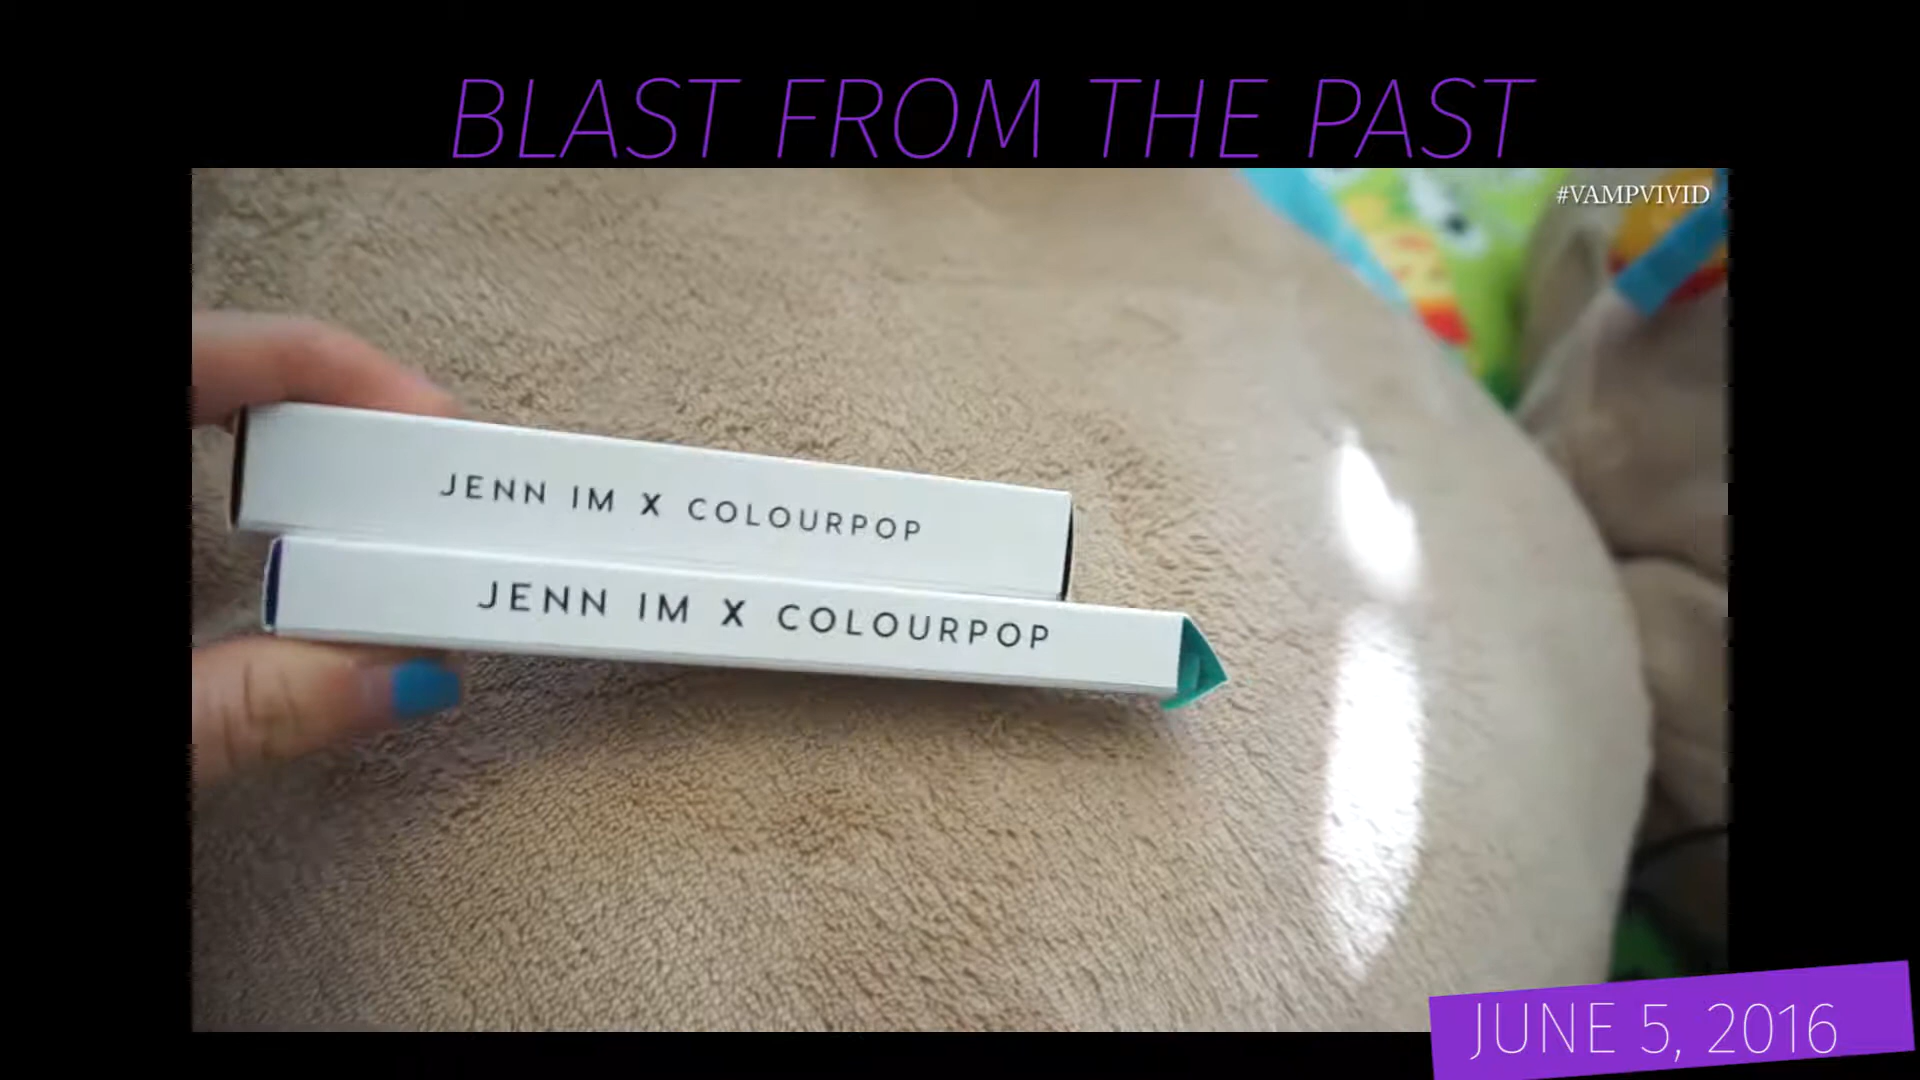 BLAST FROM THE PAST
#VAMPVIVID
JENN IM X COLOURPOP
JENN IM X COLOURPOP
JUNE 5, 2016